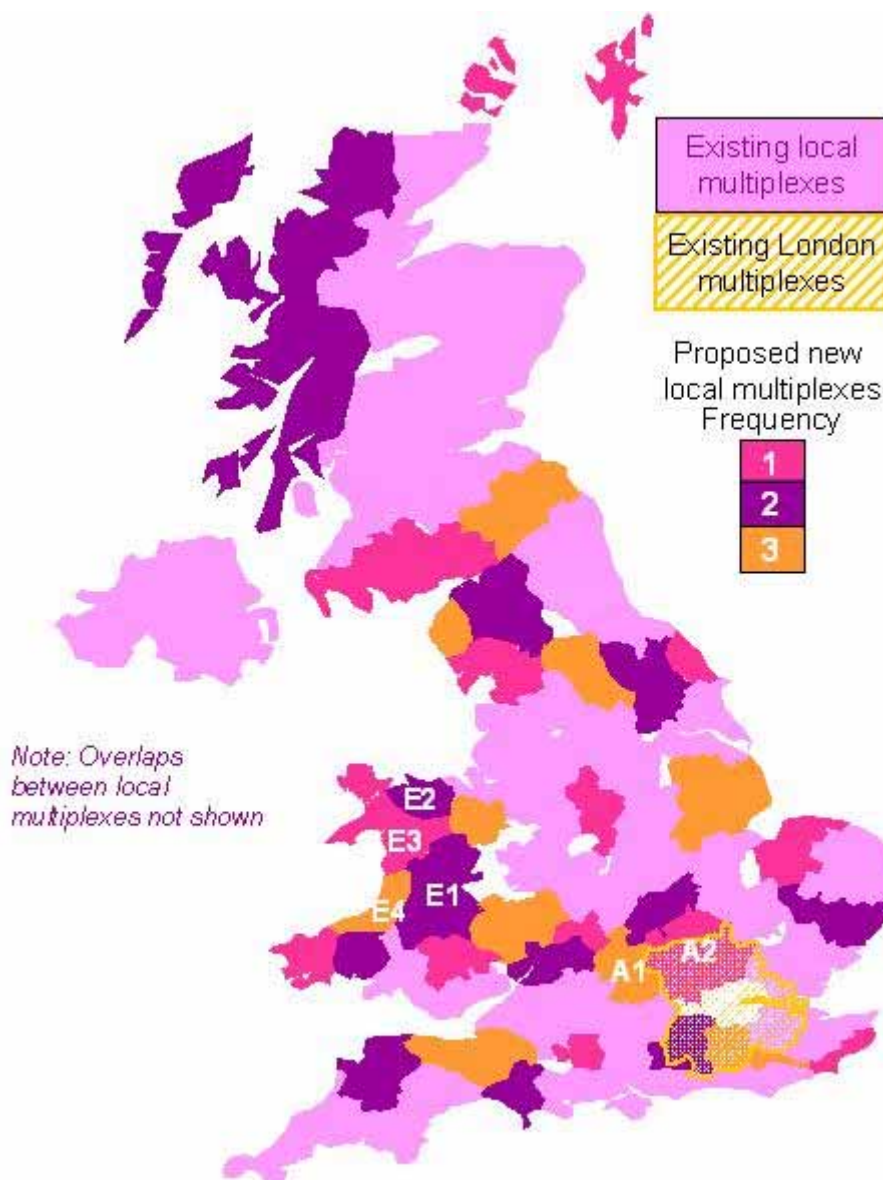 Existing local
multiplexes
Existing London
multiplexes
Proposed new
local multiplexes
Frequency
1
2
3
Note: Overlaps
between local
multiplexes not shown
E2
E3
E1
E4
A2
A1